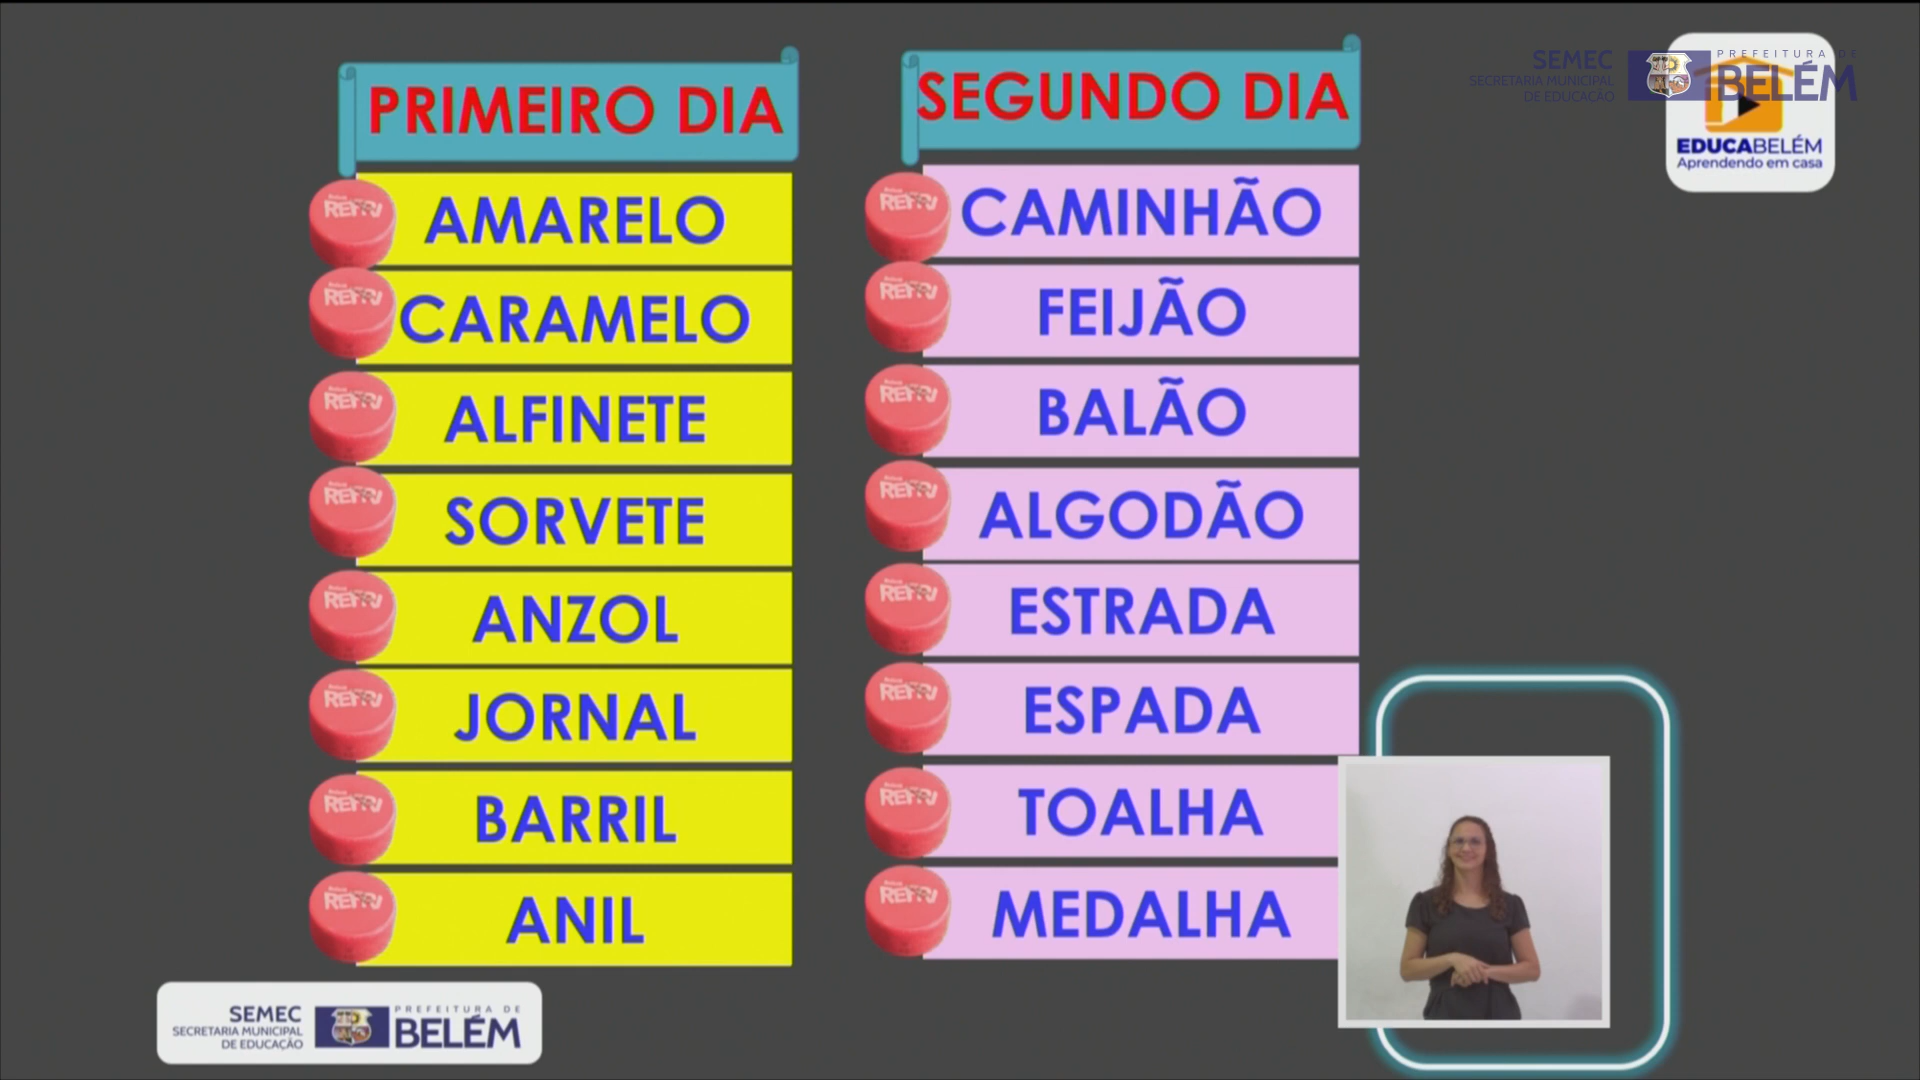 PRIMEIRO DIA
AMARELO
CARAMELO
ALFINETE
SORVETE
ANZOL
JORNAL
BARRIL
ANIL
SEGUNDO DIA
CAMINHÃO
FEIJÃO
BALÃO
ALGODÃO
ESTRADA
ESPADA
TOALHA
MEDALHA
SEMEC
SECRETARIA MUNICIPAL
DE EDUCAÇÃO
PREFEITURA DE
BELÉM
EDUCABELÉM
Aprendendo em casa
SEMEC
SECRETARIA MUNICIPAL
DE EDUCAÇÃO
PREFEITURA DE
BELÉM